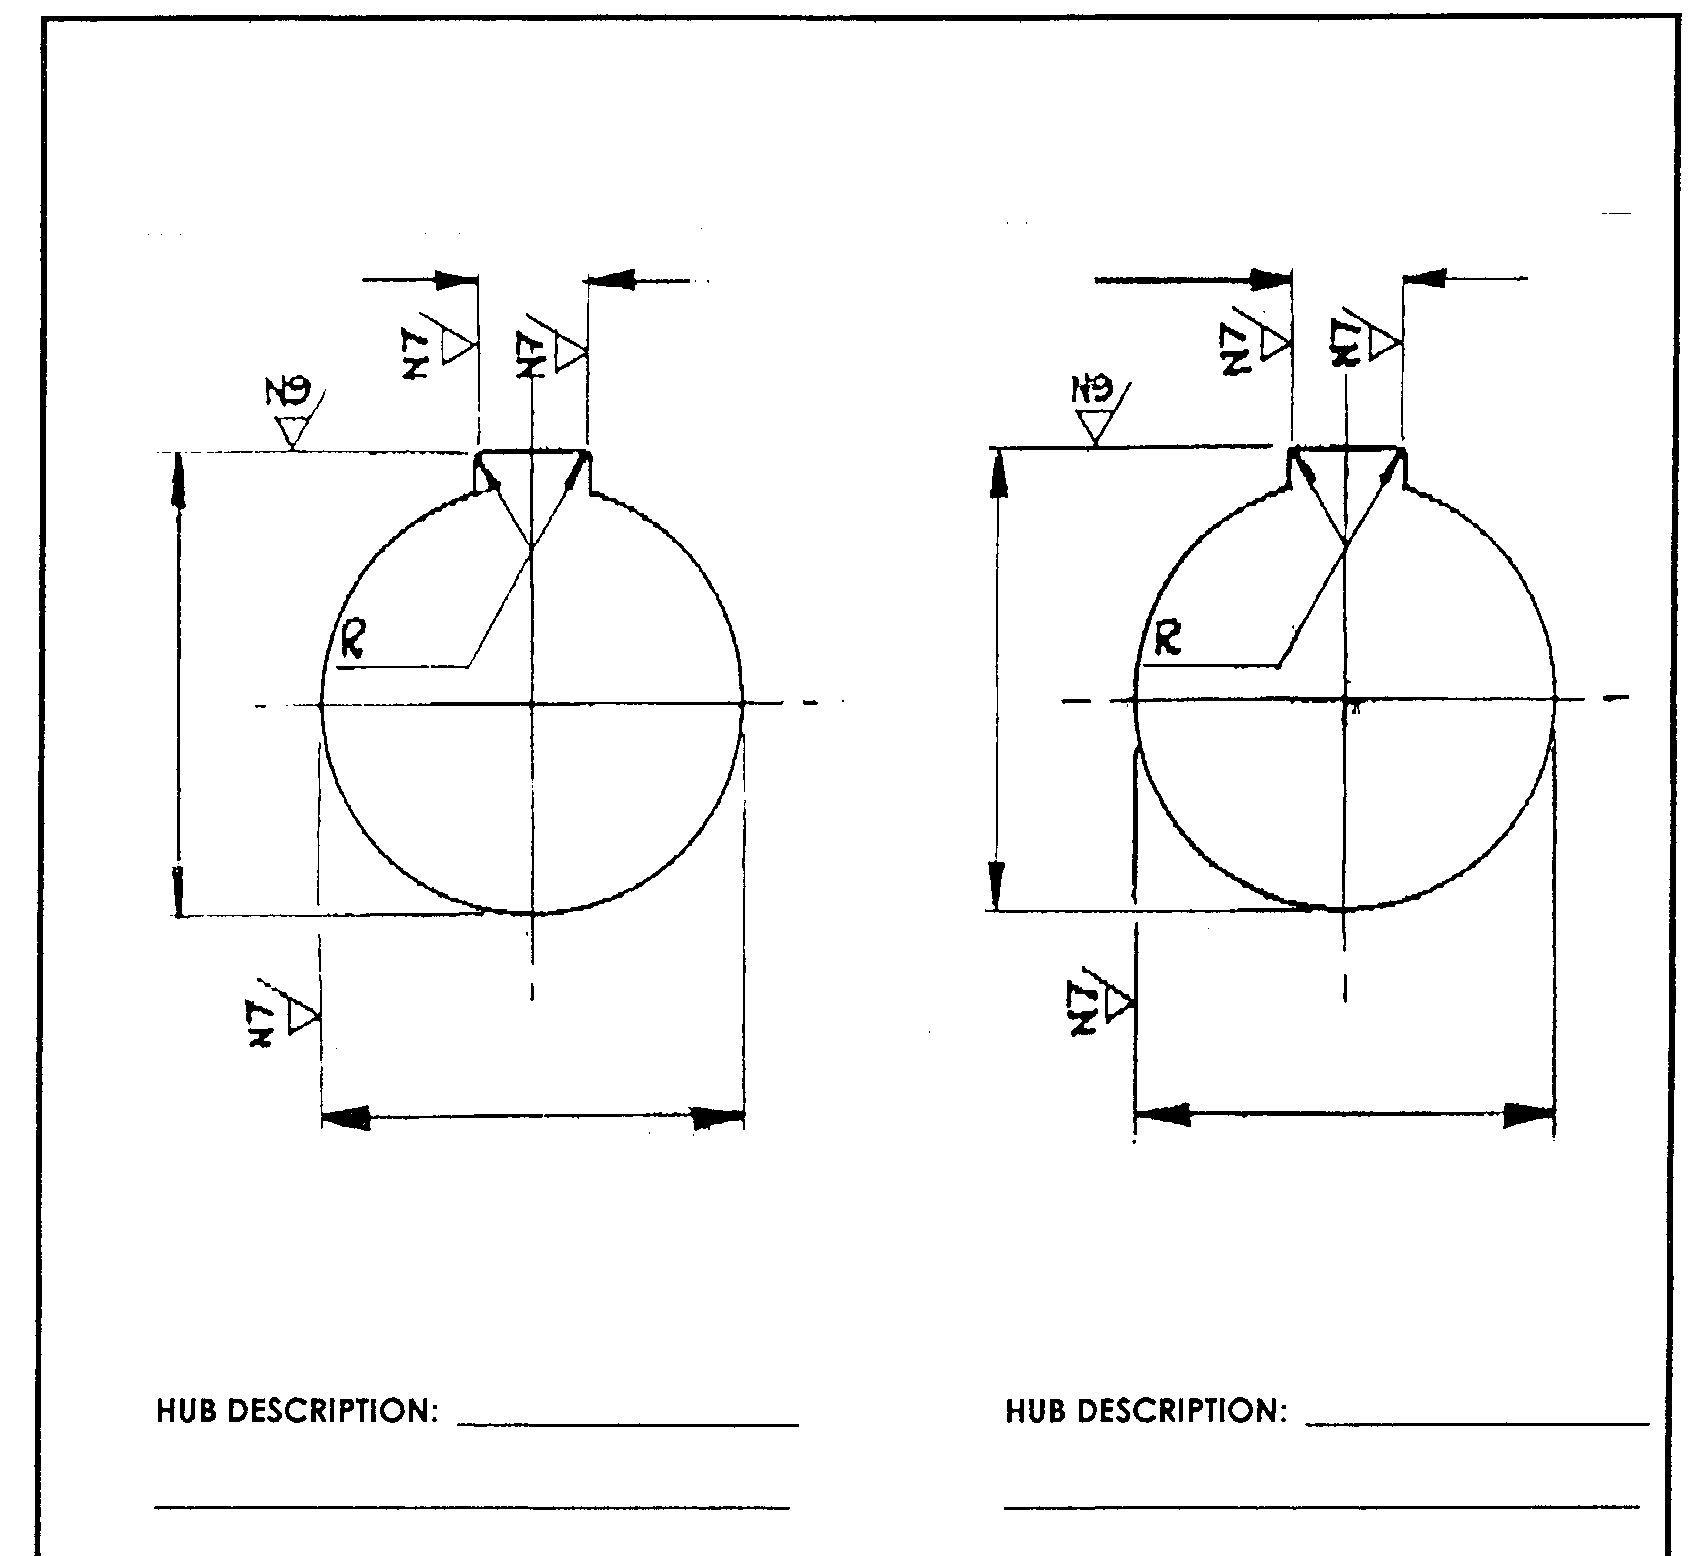 N7 N7 N7 N7
N9 N9
R R
N7 N7
HUB DESCRIPTION: HUB DESCRIPTION: